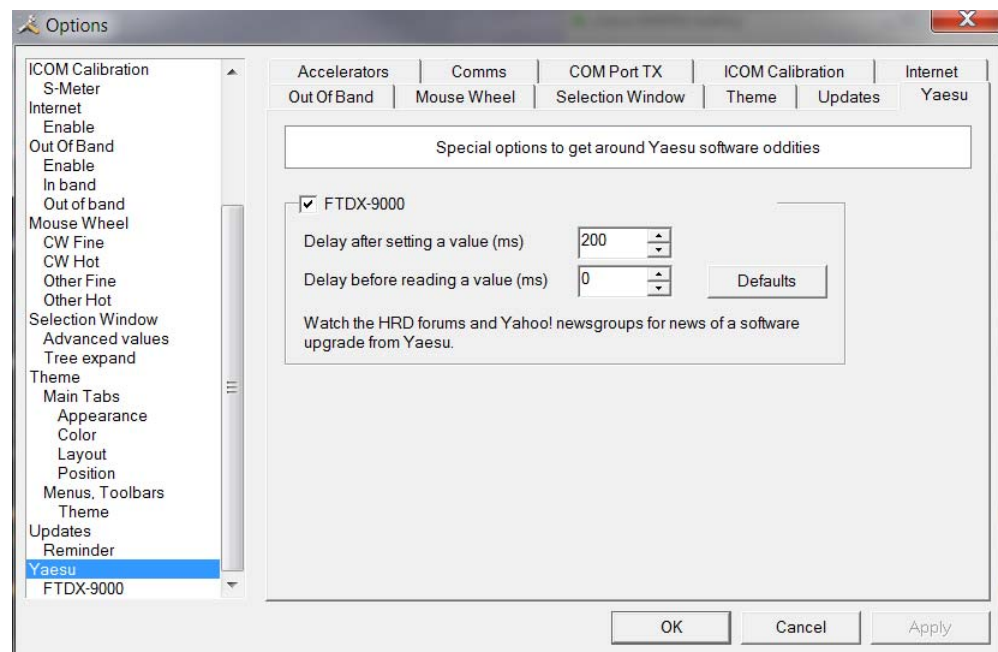 Options
X
ICOM Calibration
S-Meter
Internet
Enable
Out Of Band
Enable
In band
Out of band
Mouse Wheel
CW Fine
CW Hot
Other Fine
Other Hot
Selection Window
Advanced values
Tree expand
Theme
Main Tabs
Appearance
Color
Layout
Position
Menus, Toolbars
Theme
Updates
Reminder
Yaesu
FTDX-9000
Accelerators Comms COM Port TX ICOM Calibration Internet
Out Of Band Mouse Wheel Selection Window Theme Updates Yaesu
Special options to get around Yaesu software oddities
FTDX-9000
Delay after setting a value (ms) 200
Delay before reading a value (ms) 0 Defaults
Watch the HRD forums and Yahoo! newsgroups for news of a software
upgrade from Yaesu.
OK Cancel Apply